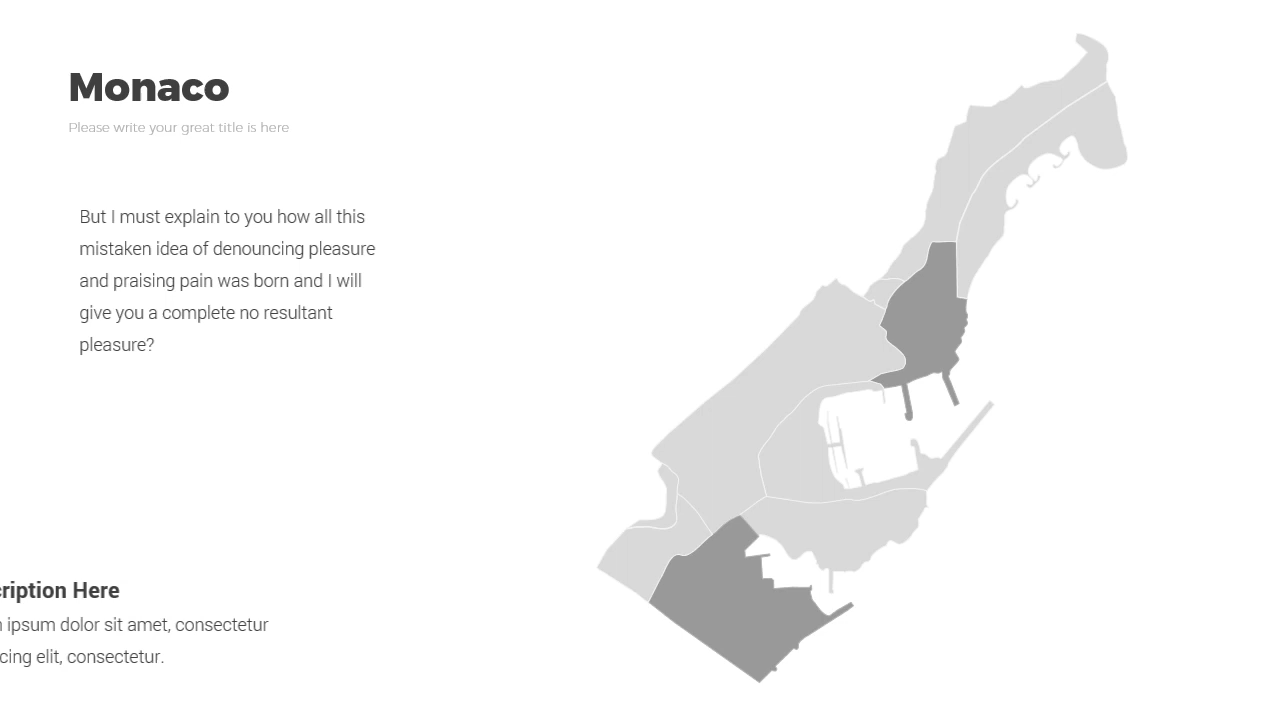 Monaco
Please write your great title is here
But I must explain to you how all this
mistaken idea of denouncing pleasure
and praising pain was born and I will
give you a complete no resultant
pleasure?
ription Here
ipsum dolor sit amet, consectetur
cing elit, consectetur.